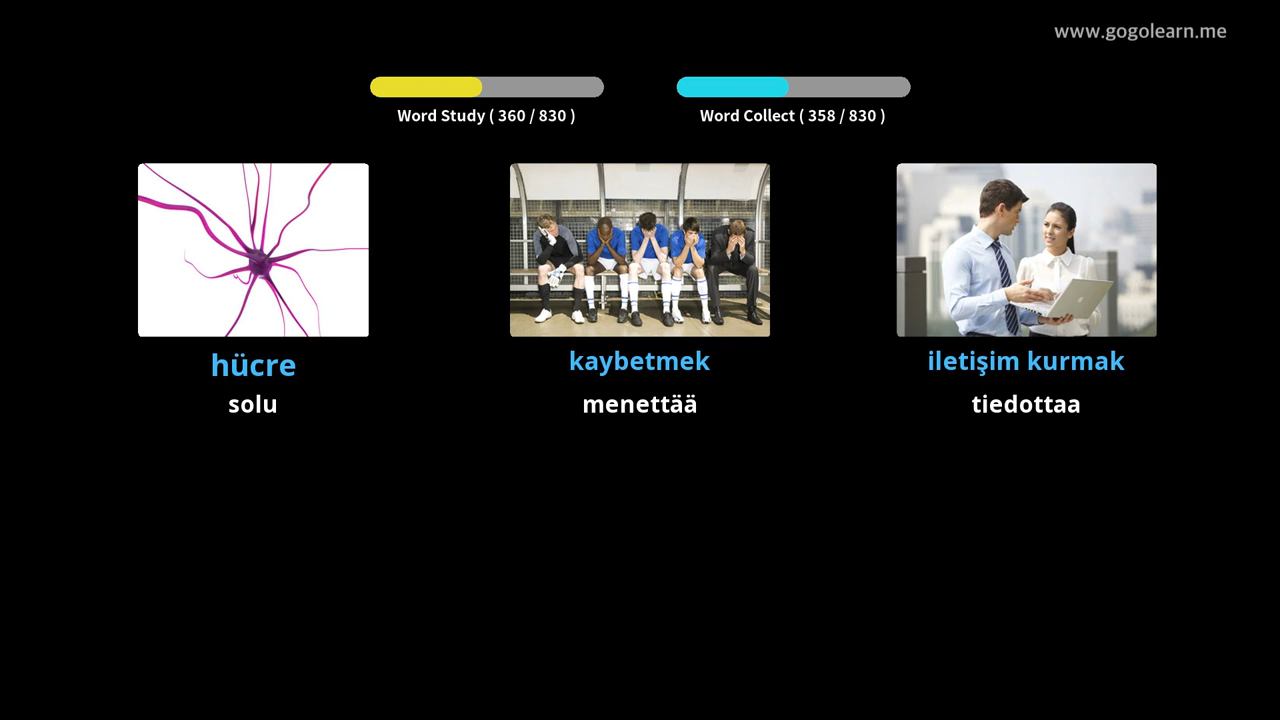 www.gogolearn.me
Word Study ( 360 / 830 )
Word Collect ( 358 / 830 )
hücre
kaybetmek
iletişim kurmak
solu
menettää
tiedottaa